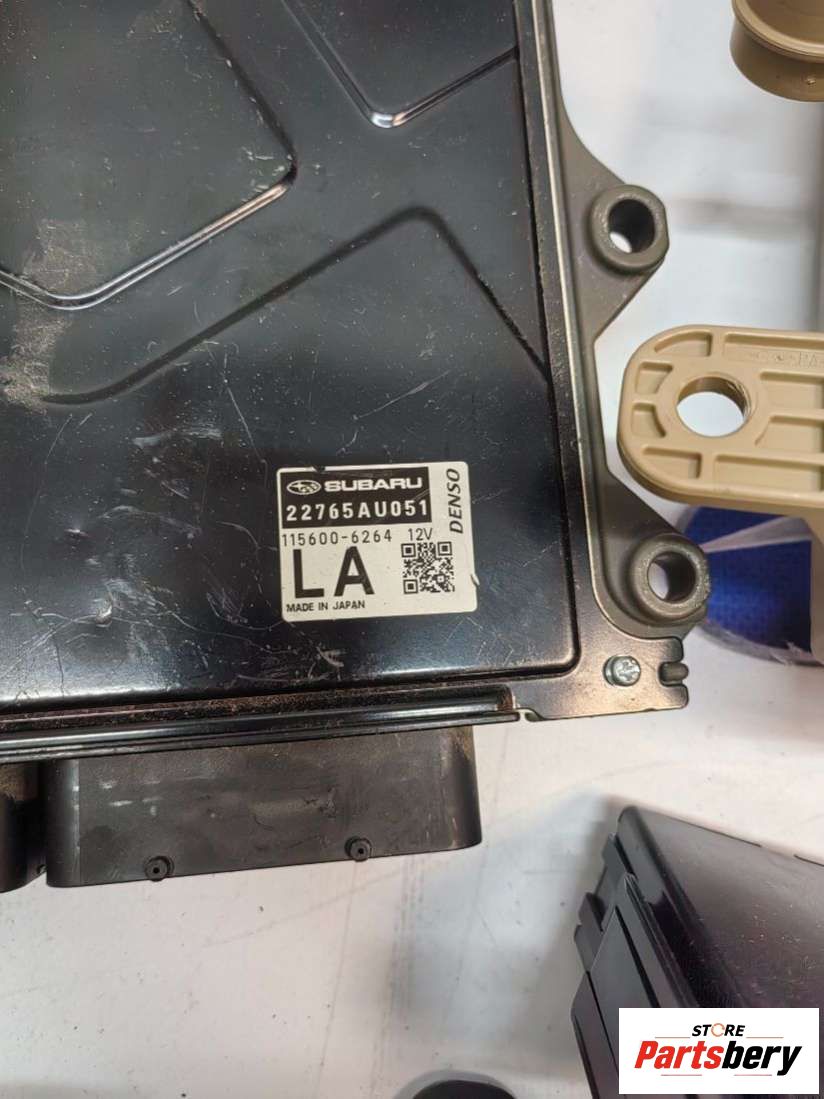 SUBARU
22765AU051
115600-6264 12V
DENSO
LA
MADE IN JAPAN
STORE
Partsbery